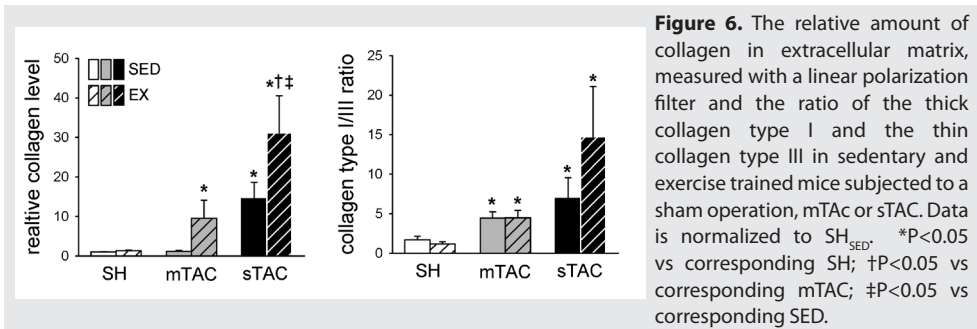 realtive collagen level
50
40
30
20
10
0
SED
EX
*
*
*†‡
SH
mTAC
sTAC
collagen type I/III ratio
25
20
15
10
5
0
*
*
*
*
SH
mTAC
sTAC
Figure 6. The relative amount of
collagen in extracellular matrix,
measured with a linear polarization
filter and the ratio of the thick
collagen type I and the thin
collagen type III in sedentary and
exercise trained mice subjected to a
sham operation, mTAc or sTAC. Data
is normalized to SH_SED. *P<0.05
vs corresponding SH; †P<0.05 vs
corresponding mTAC; ‡P<0.05 vs
corresponding SED.